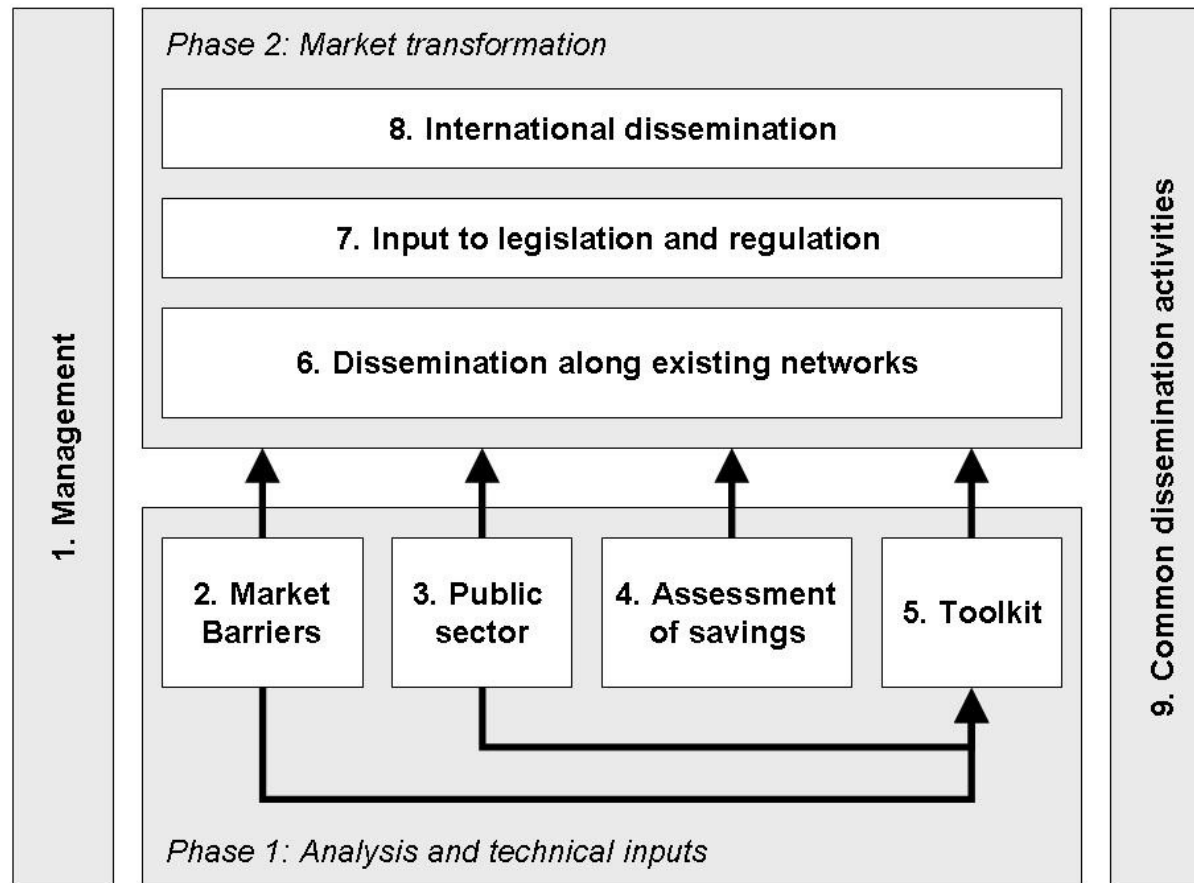 1. Management
Phase 2: Market transformation
8. International dissemination
7. Input to legislation and regulation
6. Dissemination along existing networks
2. Market
Barriers
3. Public
sector
4. Assessment
of savings
5. Toolkit
Phase 1: Analysis and technical inputs
9. Common dissemination activities